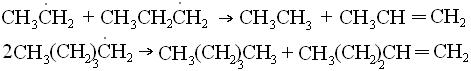 CH₃ĊH₂ + CH₃CH₂ĊH₂ → CH₃CH₃ + CH₃CH = CH₂
2CH₃(CH₂)₃ĊH₂ → CH₃(CH₂)₃CH₃ + CH₃(CH₂)₂CH = CH₂